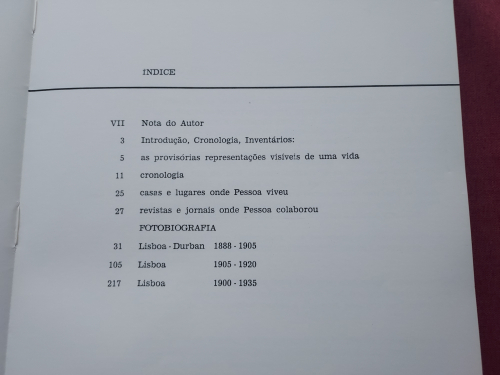 ÍNDICE
VII Nota do Autor
3 Introdução, Cronologia, Inventários:
5 as provisórias representações visíveis de uma vida
11 cronologia
25 casas e lugares onde Pessoa viveu
27 revistas e jornais onde Pessoa colaborou
FOTOBIOGRAFIA
31 Lisboa - Durban 1888 - 1905
105 Lisboa 1905 - 1920
217 Lisboa 1900 - 1935